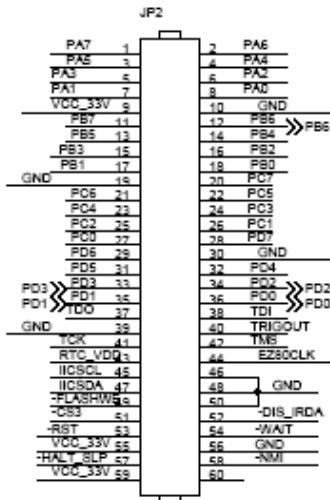 JP2
PA7 1 2 PA6
PA5 3 4 PA4
PA3 5 6 PA2
PA1 7 8 PA0
VCC_33V 9 10 GND
PB7 11 12 PB6 PB6
PB5 13 14 PB4
PB3 15 16 PB2
PB1 17 18 PB0
GND 19 20 PC7
PC6 21 22 PC5
PC4 23 24 PC3
PC2 25 26 PC1
PC0 27 28 PD7
PD6 29 30 GND
PD5 31 32 PD4
PD3 PD3 33 34 PD2 PD2
PD1 PD1 35 36 PD0 PD0
TDO 37 38 TDI
GND 39 40 TRIGOUT
TCK 41 42 TMS
RTC_VDD 43 44 EZ80CLK
IICSCL 45 46
IICSDA 47 48 GND
-FLASHWE 49 50
-CS3 51 52 -DIS_IRDA
-RST 53 54 -WAIT
VCC_33V 55 56 GND
-HALT_SLP 57 58 -NMI
VCC_33V 59 60